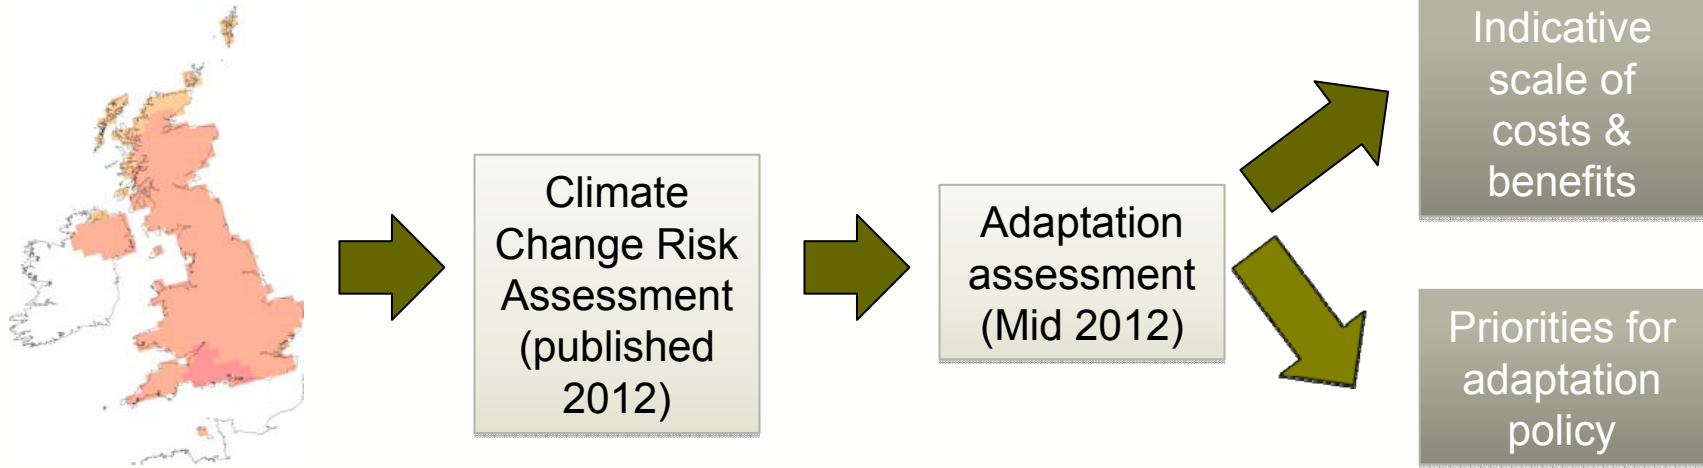 Climate
Change Risk
Assessment
(published
2012)
Adaptation
assessment
(Mid 2012)
Indicative
scale of
costs &
benefits
Priorities for
adaptation
policy